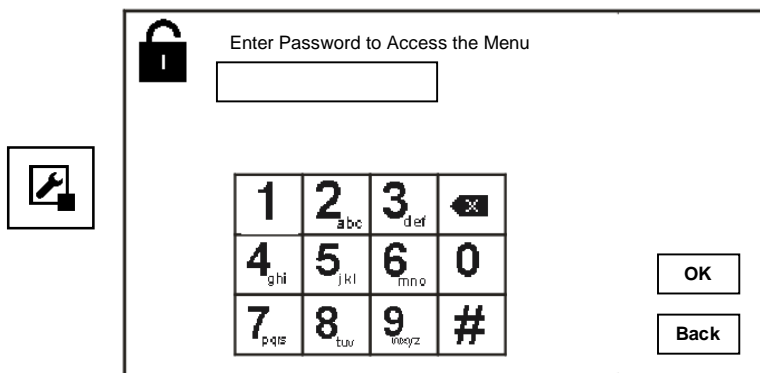 Enter Password to Access the Menu
1 2 abc 3 def X
4 ghi 5 jkl 6 mno 0
OK
7 pqrs 8 tuv 9 wxyz #
Back